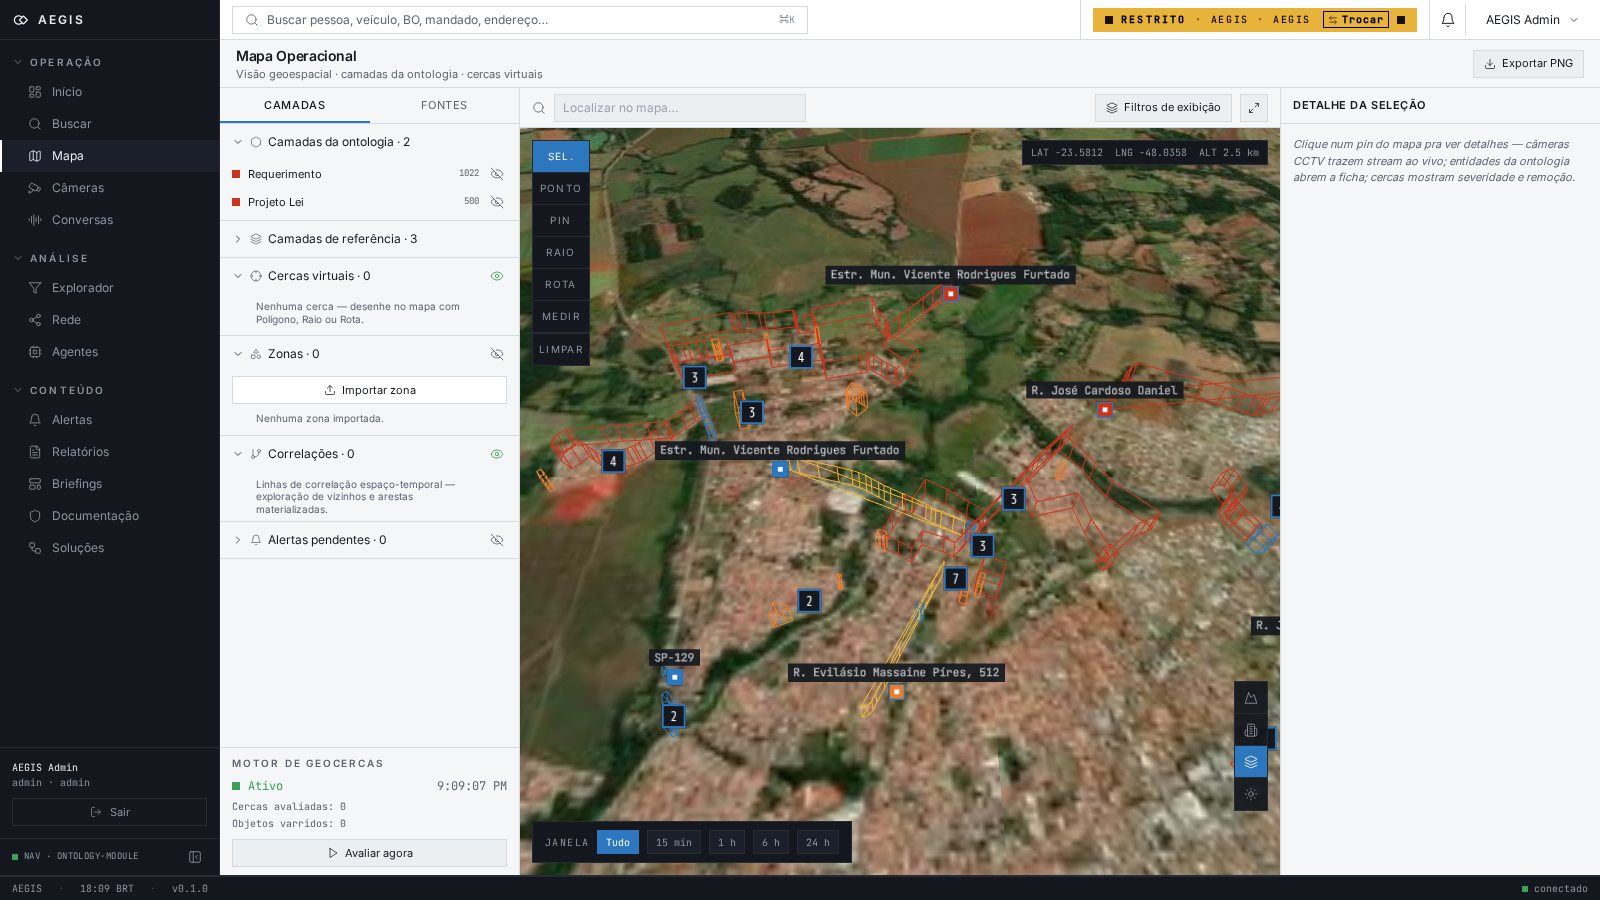 AEGIS
OPERAÇÃO
Início
Buscar
Mapa
Câmeras
Conversas
ANÁLISE
Explorador
Rede
Agentes
CONTEÚDO
Alertas
Relatórios
Briefings
Documentação
Soluções
AEGIS Admin
admin · admin
Sair
NAV · ONTOLOGY-MODULE
Buscar pessoa, veículo, BO, mandado, endereço...
⌘K
RESTRITO · AEGIS · AEGIS
Trocar
AEGIS Admin
Mapa Operacional
Visão geoespacial · camadas da ontologia · cercas virtuais
Exportar PNG
CAMADAS
FONTES
Camadas da ontologia · 2
Requerimento 1022
Projeto Lei 500
Camadas de referência · 3
Cercas virtuais · 0
Nenhuma cerca — desenhe no mapa com
Polígono, Raio ou Rota.
Zonas · 0
Importar zona
Nenhuma zona importada.
Correlações · 0
Linhas de correlação espaço-temporal —
exploração de vizinhos e arestas
materializadas.
Alertas pendentes · 0
MOTOR DE GEOCERCAS
Ativo 9:09:07 PM
Cercas avaliadas: 0
Objetos varridos: 0
Avaliar agora
Localizar no mapa...
Filtros de exibição
SEL.
PONTO
PIN
RAIO
ROTA
MEDIR
LIMPAR
LAT -23.5812 LNG -48.0358 ALT 2.5 km
Estr. Mun. Vicente Rodrigues Furtado
4
3
R. José Cardoso Daniel
3
Estr. Mun. Vicente Rodrigues Furtado
4
3
3
7
2
R. J
SP-129
R. Evilásio Massaine Píres, 512
2
JANELA
Tudo
15 min
1 h
6 h
24 h
DETALHE DA SELEÇÃO
Clique num pin do mapa pra ver detalhes — câmeras
CCTV trazem stream ao vivo; entidades da ontologia
abrem a ficha; cercas mostram severidade e remoção.
AEGIS · 18:09 BRT · v0.1.0
conectado